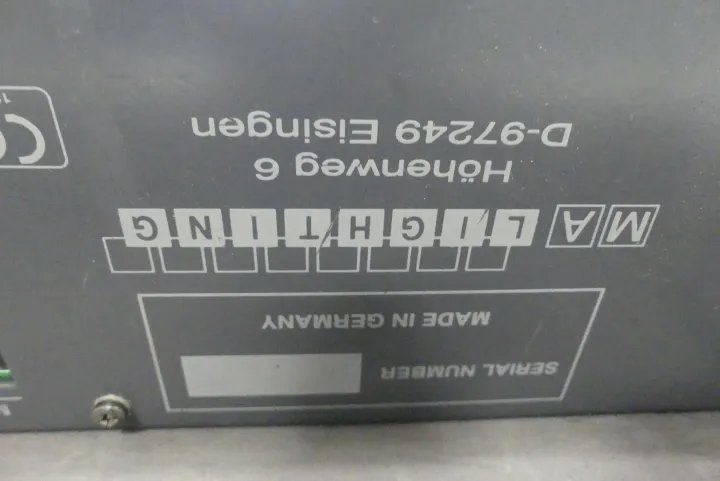 SERIAL NUMBER
MADE IN GERMANY
MA LIGHTING
Höhenweg 6
D-97249 Eisingen